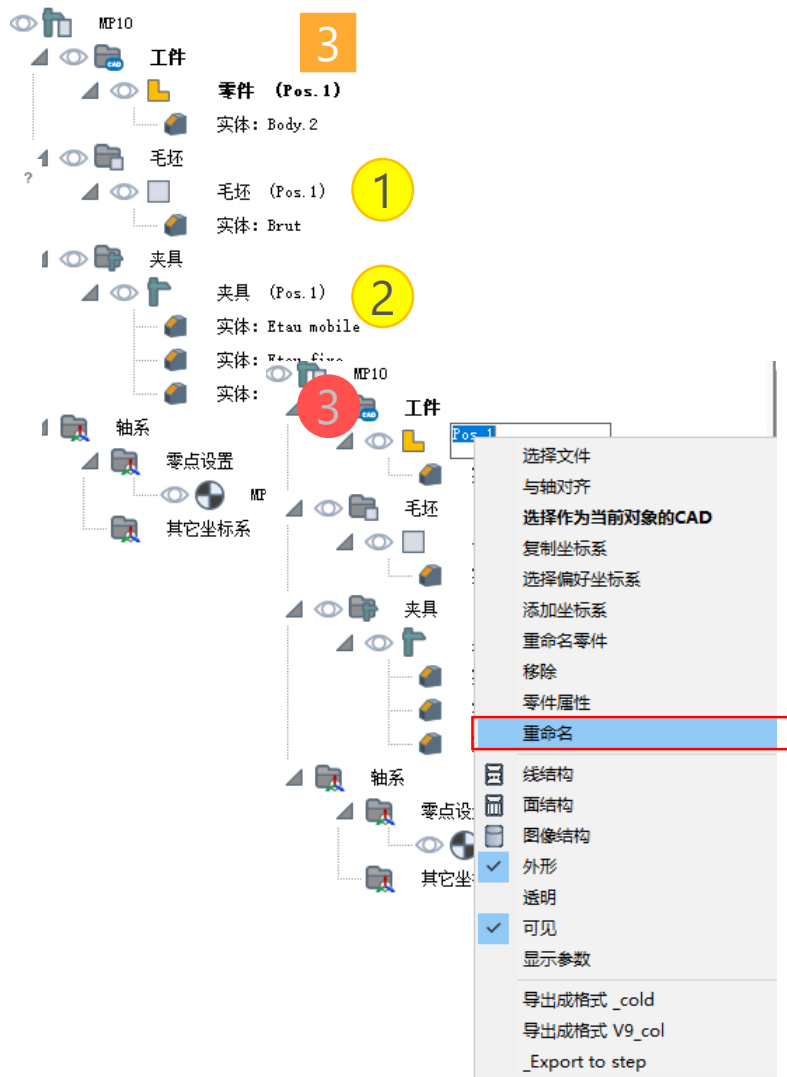 MP10
3
工件
CAD
零件 (Pos.1)
实体: Body.2
毛坯
?
毛坯 (Pos.1)
1
实体: Brut
夹具
夹具 (Pos.1)
2
实体: Etau mobile
实体: Etau fixe
实体:
轴系
零点设置
MP
其它坐标系
MP10
3
工件
Pos.1
毛坯
夹具
轴系
零点设
其它坐
选择文件
与轴对齐
选择作为当前对象的CAD
复制坐标系
选择偏好坐标系
添加坐标系
重命名零件
移除
零件属性
重命名
线结构
面结构
图像结构
外形
透明
可见
显示参数
导出成格式 _cold
导出成格式 V9_col
_Export to step